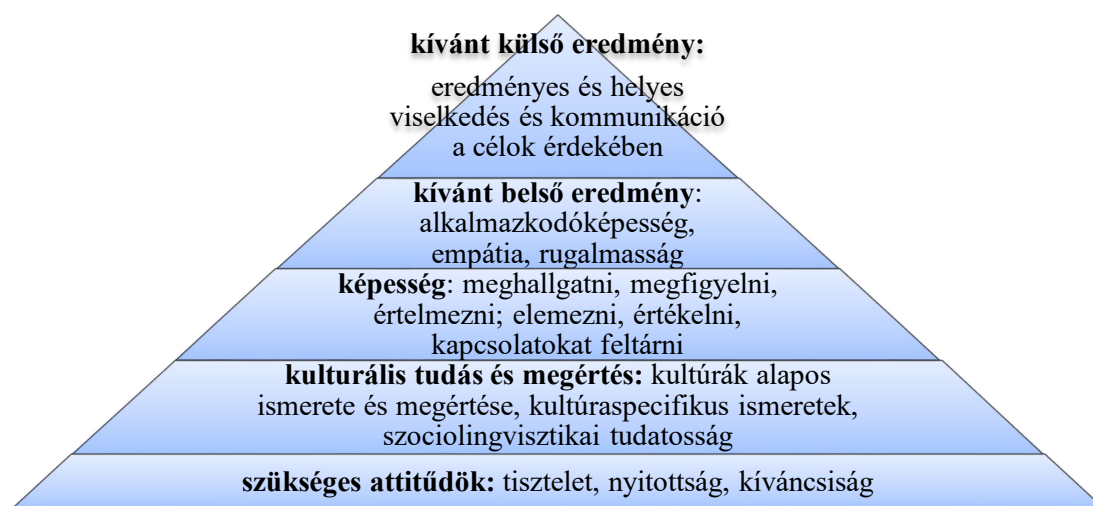 kívánt külső eredmény:
eredményes és helyes
viselkedés és kommunikáció
a célok érdekében
kívánt belső eredmény:
alkalmazkodóképesség,
empátia, rugalmasság
képesség: meghallgatni, megfigyelni,
értelmezni; elemezni, értékelni,
kapcsolatokat feltárni
kulturális tudás és megértés: kultúrák alapos
ismerete és megértése, kultúraspecifikus ismeretek,
szociolingvisztikai tudatosság
szükséges attitűdök: tisztelet, nyitottság, kíváncsiság